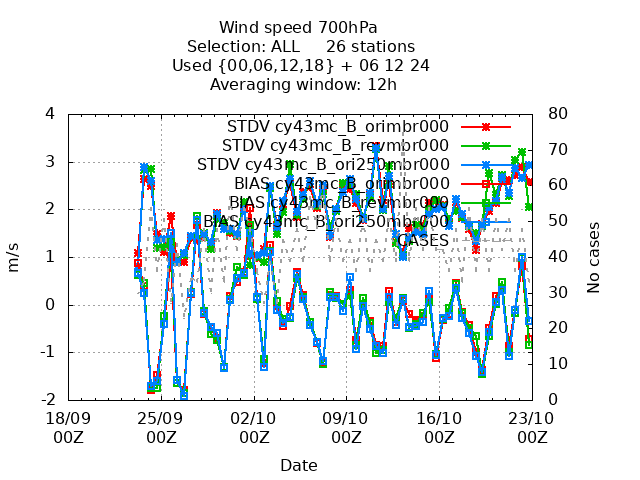 Wind speed 700hPa
Selection: ALL 26 stations
Used {00,06,12,18} + 06 12 24
Averaging window: 12h
STDV cy43mc_B_orimbr000
STDV cy43mc_B_revmbr000
STDV cy43mc_B_ori250mbr000
BIAS cy43mc_B_orimbr000
BIAS cy43mc_B_revmbr000
BIAS cy43mc_B_ori250mbr000
CASES
4
3
2
1
0
-1
-2
m/s
80
70
60
50
40
30
20
10
0
No cases
18/09 25/09 02/10 09/10 16/10 23/10
00Z 00Z 00Z 00Z 00Z 00Z
Date